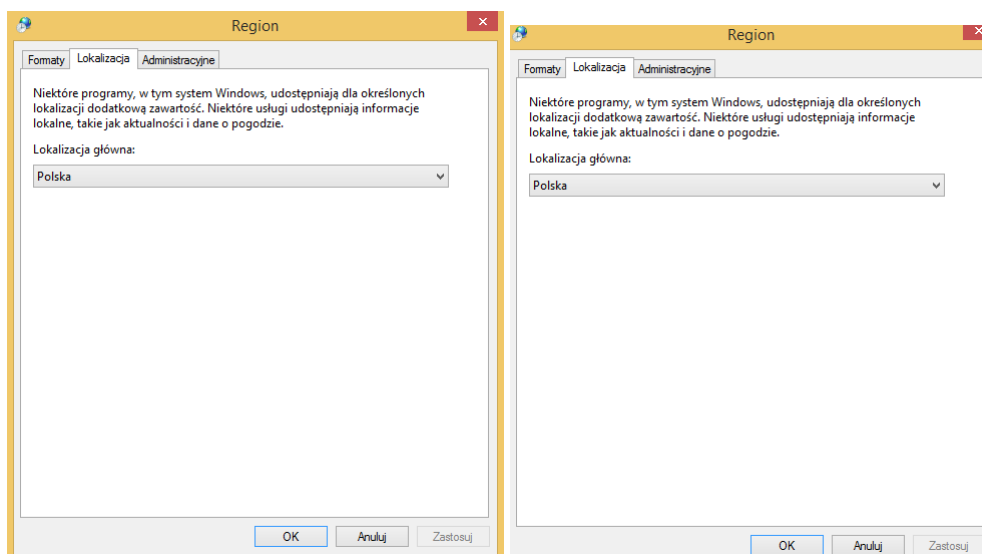 Region
Formaty Lokalizacja Administracyjne
Niektóre programy, w tym system Windows, udostępniają dla określonych
lokalizacji dodatkową zawartość. Niektóre usługi udostępniają informacje
lokalne, takie jak aktualności i dane o pogodzie.
Lokalizacja główna:
Polska
OK Anuluj Zastosuj
Region
Formaty Lokalizacja Administracyjne
Niektóre programy, w tym system Windows, udostępniają dla określonych
lokalizacji dodatkową zawartość. Niektóre usługi udostępniają informacje
lokalne, takie jak aktualności i dane o pogodzie.
Lokalizacja główna:
Polska
OK Anuluj Zastosuj